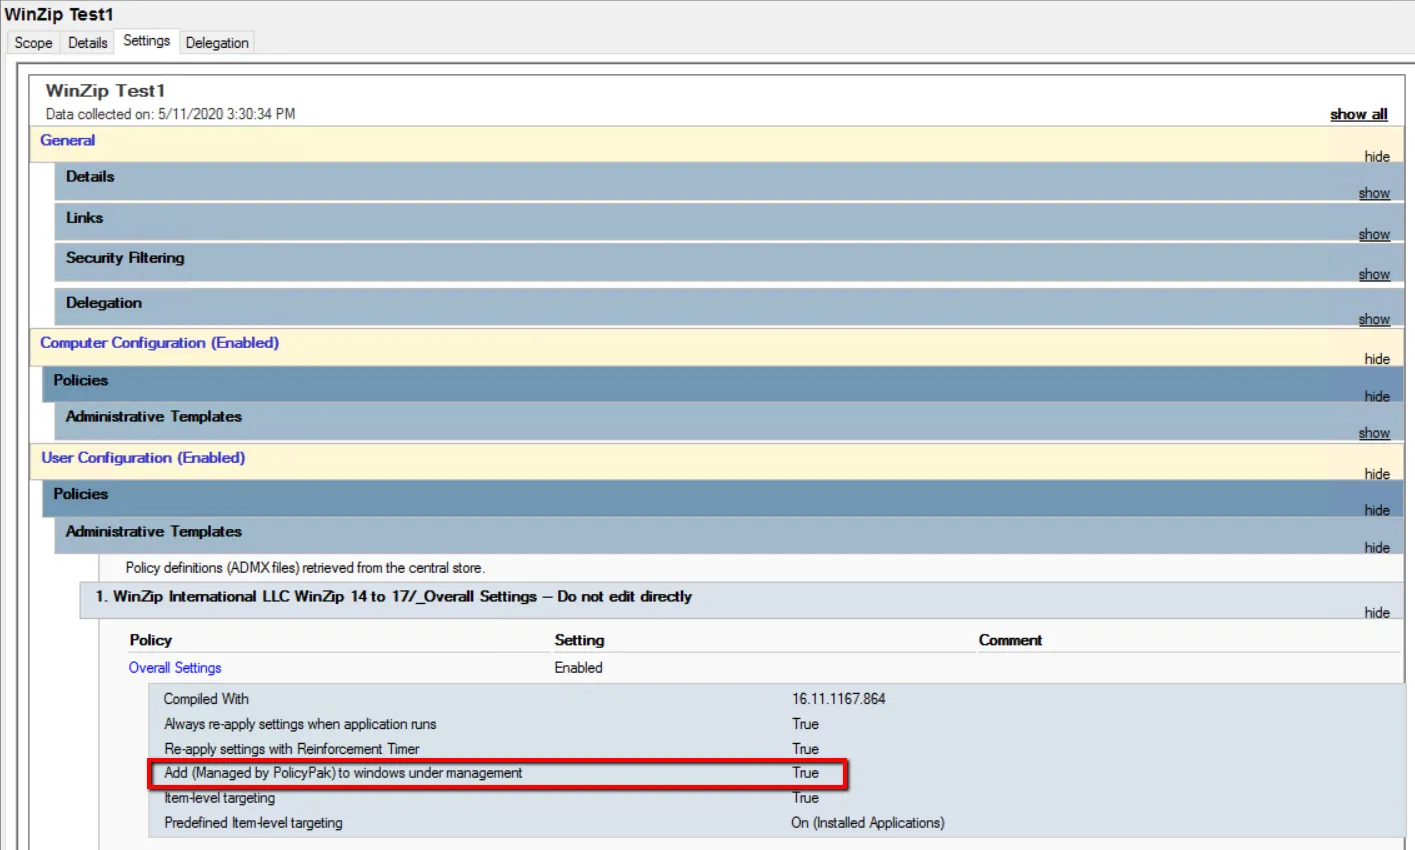 WinZip Test1
Scope Details Settings Delegation
WinZip Test1
Data collected on: 5/11/2020 3:30:34 PM
show all
General
hide
Details
show
Links
show
Security Filtering
show
Delegation
show
Computer Configuration (Enabled)
hide
Policies
hide
Administrative Templates
show
User Configuration (Enabled)
hide
Policies
hide
Administrative Templates
hide
Policy definitions (ADMX files) retrieved from the central store.
1. WinZip International LLC WinZip 14 to 17/_Overall Settings – Do not edit directly
hide
Policy Setting Comment
Overall Settings Enabled
Compiled With 16.11.1167.864
Always re-apply settings when application runs True
Re-apply settings with Reinforcement Timer True
Add (Managed by PolicyPak) to windows under management True
Item-level targeting True
Predefined Item-level targeting On (Installed Applications)